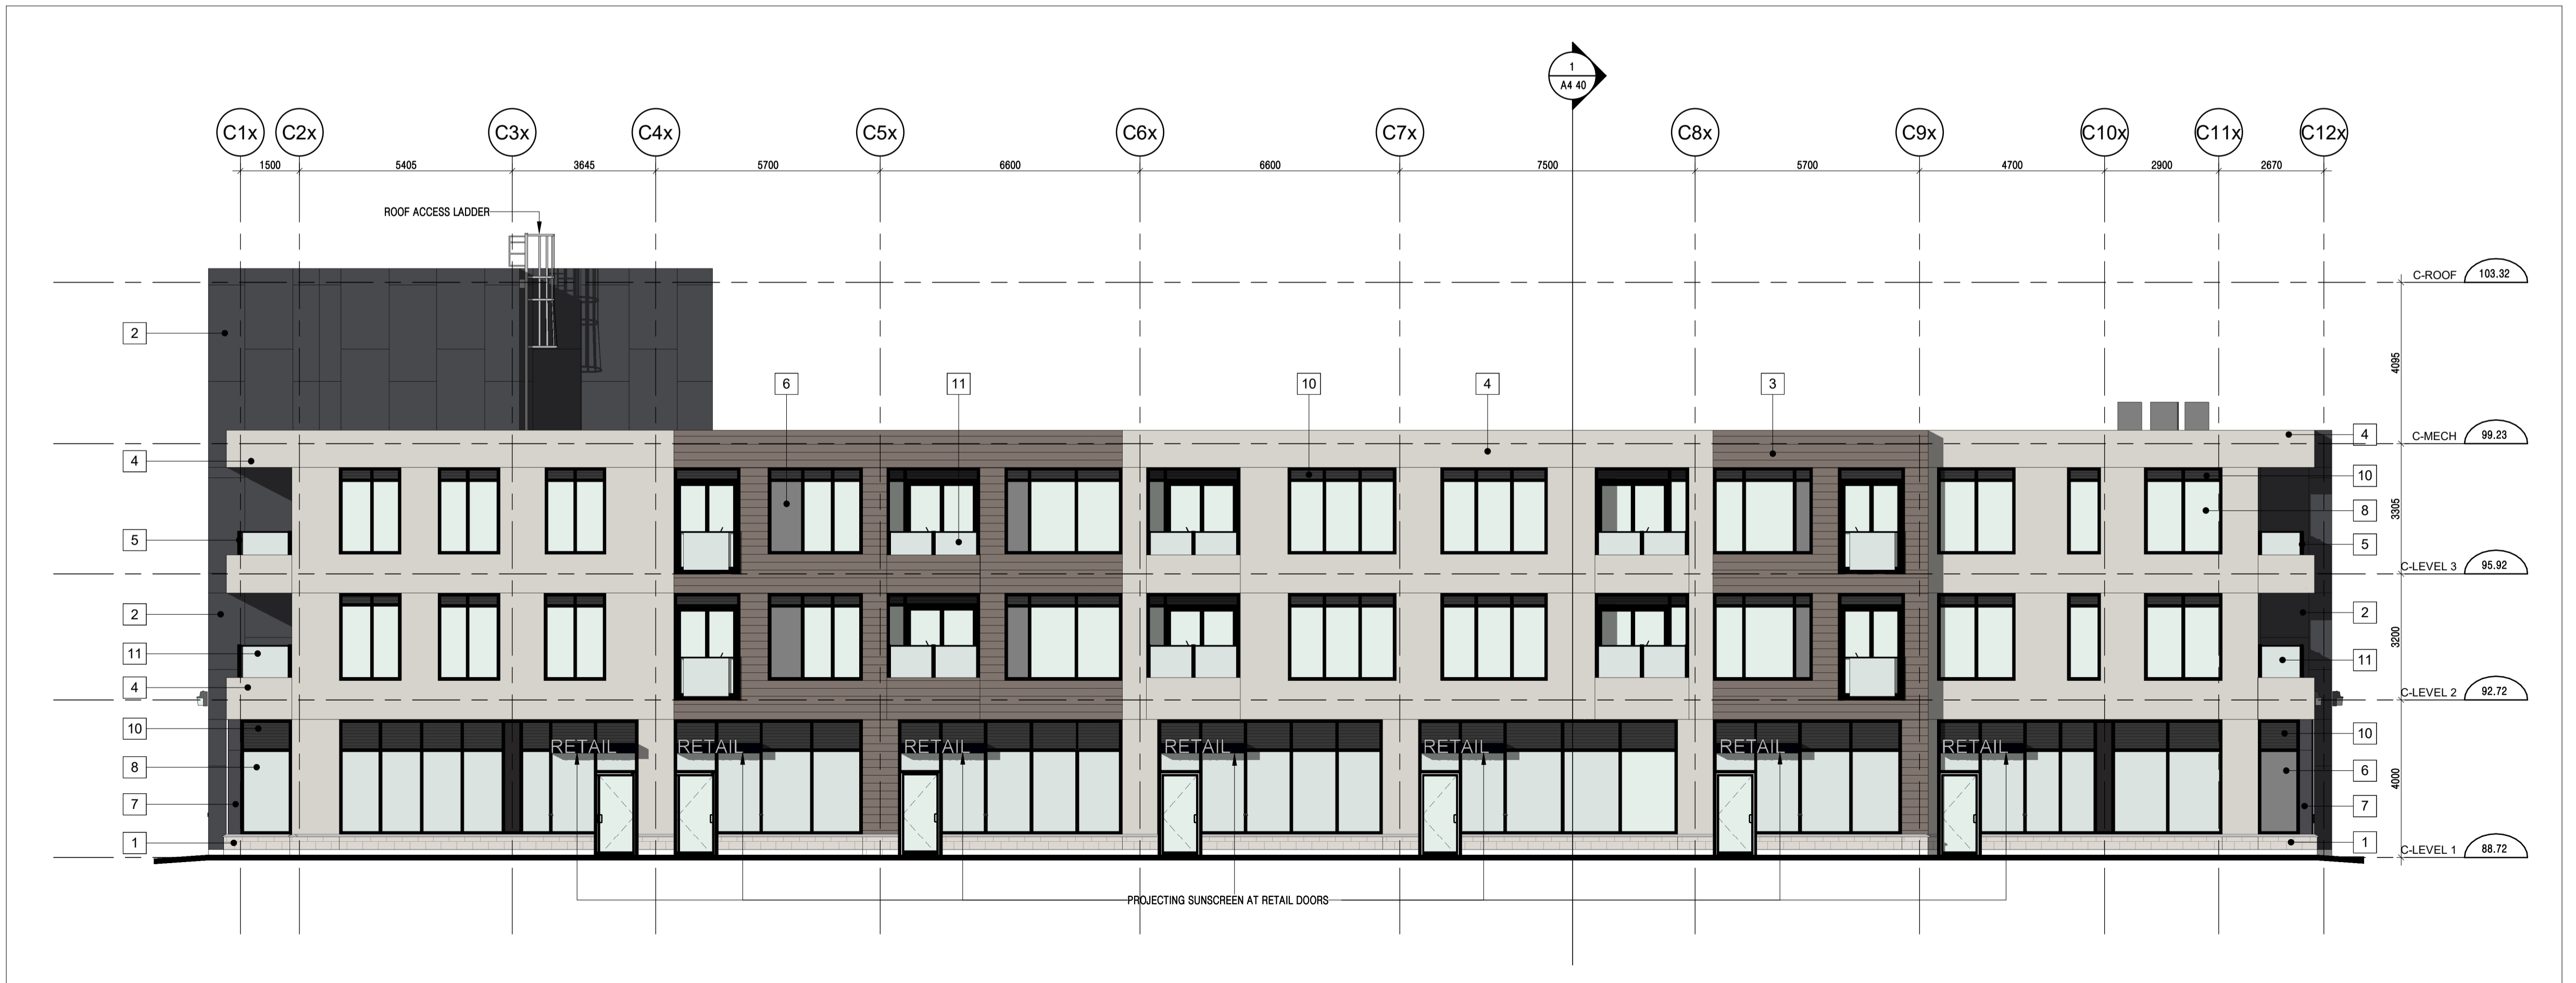 1
A4 40
C1x C2x C3x C4x C5x C6x C7x C8x C9x C10x C11x C12x
1500 5405 3645 5700 6600 6600 7500 5700 4700 2900 2670
ROOF ACCESS LADDER
C-ROOF 103.32
2
4095
6 11 10 4 3
C-MECH 99.23
4 4
10
8
3305
5 5
C-LEVEL 3 95.92
2 2
3200
11 11
4
C-LEVEL 2 92.72
10 10
RETAIL RETAIL RETAIL RETAIL RETAIL RETAIL RETAIL
8 6
4000
7 7
1 1
C-LEVEL 1 88.72
PROJECTING SUNSCREEN AT RETAIL DOORS